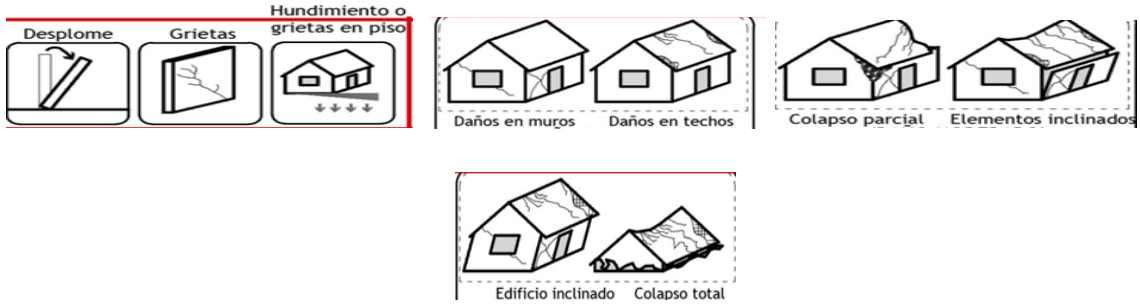 Desplome
Grietas
Hundimiento o
grietas en piso
Daños en muros
Daños en techos
Colapso parcial
Elementos inclinados
Edificio inclinado
Colapso total